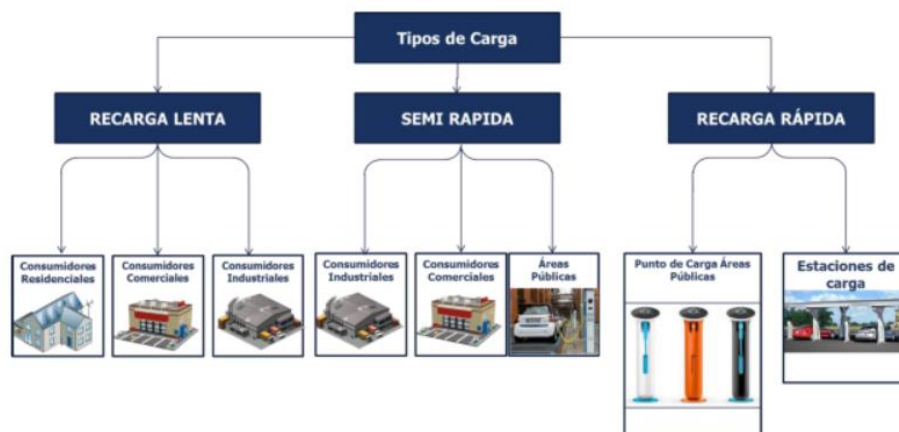 Tipos de Carga
RECARGA LENTA
SEMI RAPIDA
RECARGA RÁPIDA
Consumidores
Residenciales
Consumidores
Comerciales
Consumidores
Industriales
Consumidores
Industriales
Consumidores
Comerciales
Áreas
Públicas
Punto de Carga Áreas
Públicas
Estaciones de
carga